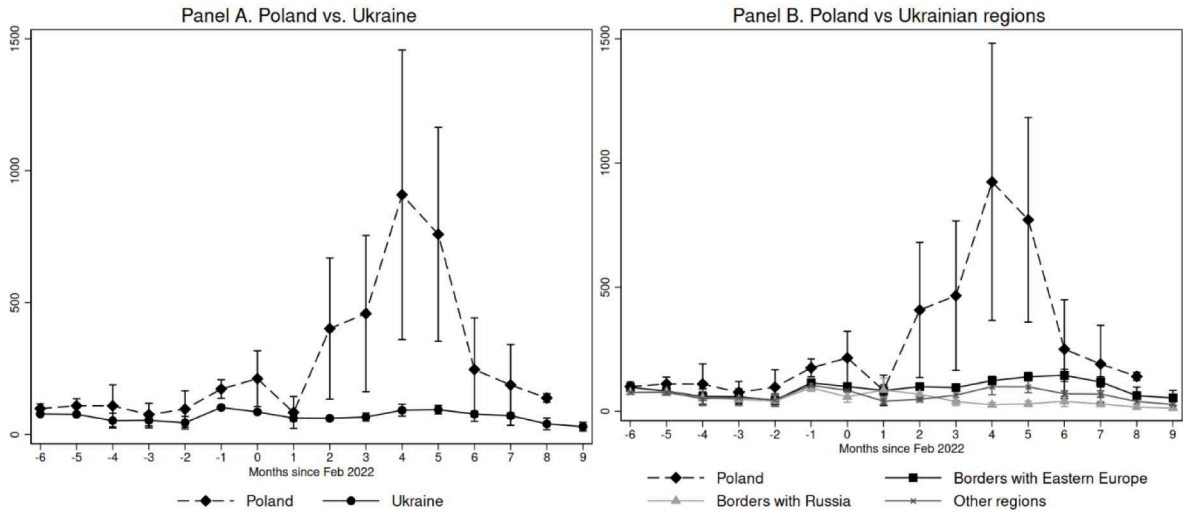 Panel A. Poland vs. Ukraine
1500
1000
500
0
-6 -5 -4 -3 -2 -1 0 1 2 3 4 5 6 7 8 9
Months since Feb 2022
Poland Ukraine
Panel B. Poland vs Ukrainian regions
1500
1000
500
0
-6 -5 -4 -3 -2 -1 0 1 2 3 4 5 6 7 8 9
Months since Feb 2022
Poland Borders with Eastern Europe
Borders with Russia Other regions